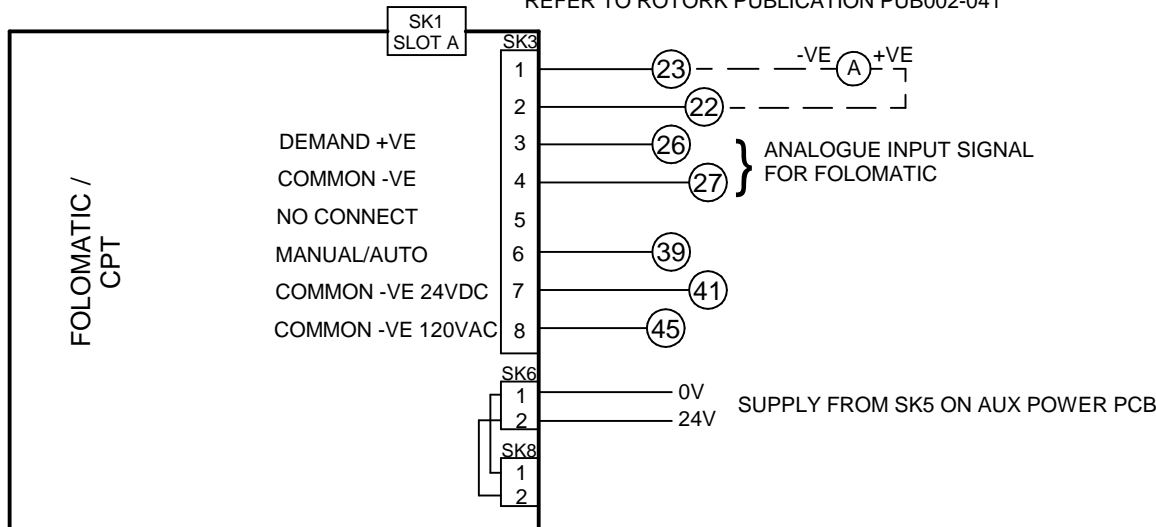 REFER TO ROTORK PUBLICATION PUB002-041
SK1
SLOT A
SK3
1
23
-VE
A
+VE
2
22
DEMAND +VE
3
26
ANALOGUE INPUT SIGNAL
FOR FOLOMATIC
COMMON -VE
4
27
NO CONNECT
5
MANUAL/AUTO
6
39
COMMON -VE 24VDC
7
41
COMMON -VE 120VAC
8
45
FOLOMATIC /
CPT
SK6
1
0V
2
24V
SUPPLY FROM SK5 ON AUX POWER PCB
SK8
1
2